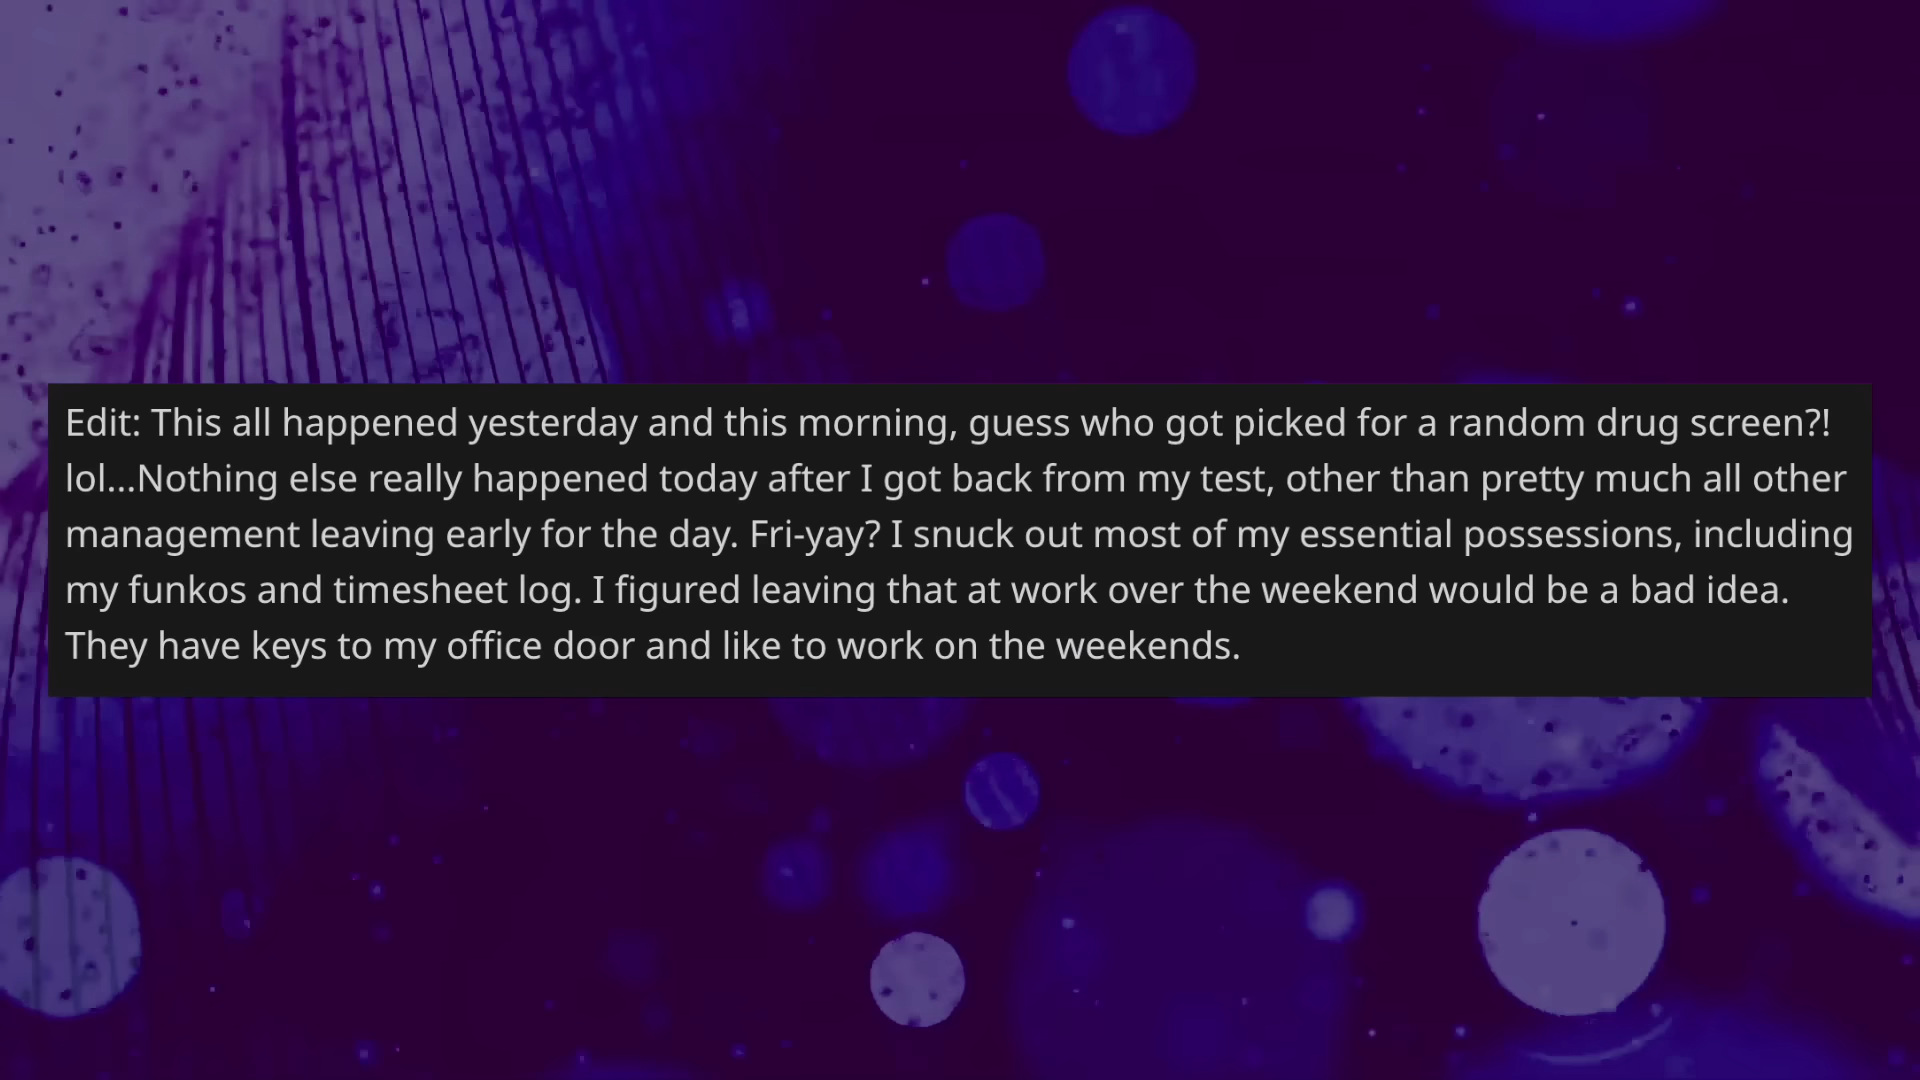 Edit: This all happened yesterday and this morning, guess who got picked for a random drug screen?!
lol...Nothing else really happened today after I got back from my test, other than pretty much all other
management leaving early for the day. Fri-yay? I snuck out most of my essential possessions, including
my funkos and timesheet log. I figured leaving that at work over the weekend would be a bad idea.
They have keys to my office door and like to work on the weekends.